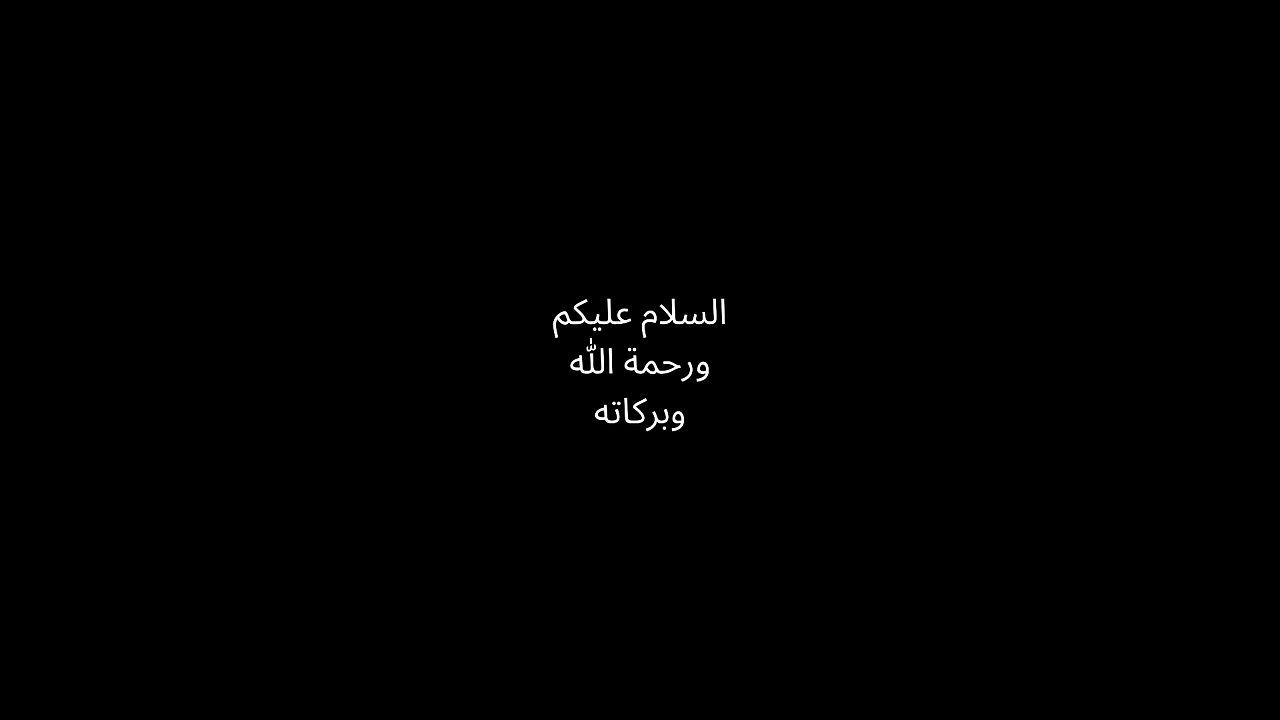 السلام عليكم
ورحمة الله
وبركاته